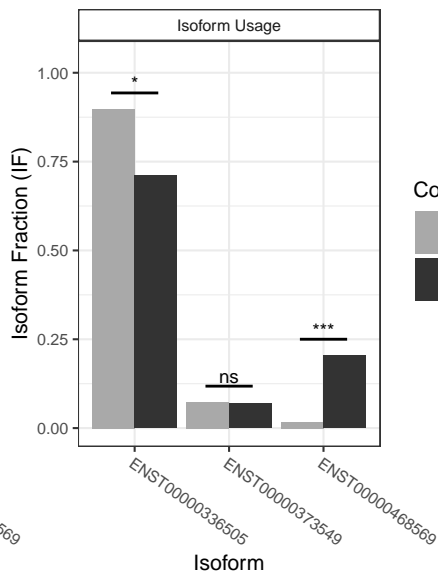 Isoform Usage
1.00
0.75
0.50
0.25
0.00
Isoform Fraction (IF)
*
ns
***
Co
ENST00000336505
ENST00000373549
ENST00000468569
569
Isoform